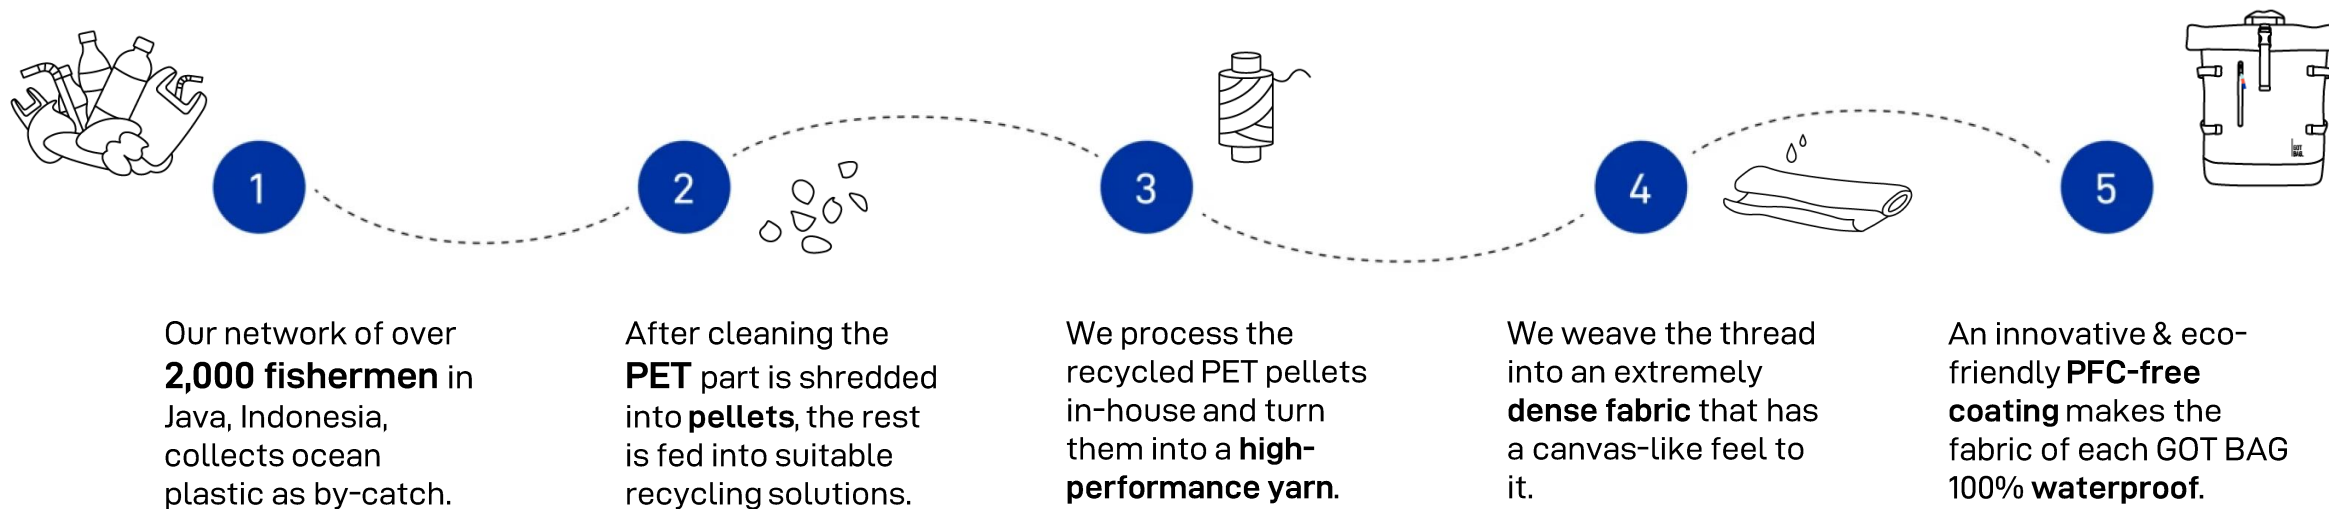 1
2
3
4
5
GOT
BAG.
Our network of over
2,000 fishermen in
Java, Indonesia,
collects ocean
plastic as by-catch.
After cleaning the
PET part is shredded
into pellets, the rest
is fed into suitable
recycling solutions.
We process the
recycled PET pellets
in-house and turn
them into a high-
performance yarn.
We weave the thread
into an extremely
dense fabric that has
a canvas-like feel to
it.
An innovative & eco-
friendly PFC-free
coating makes the
fabric of each GOT BAG
100% waterproof.